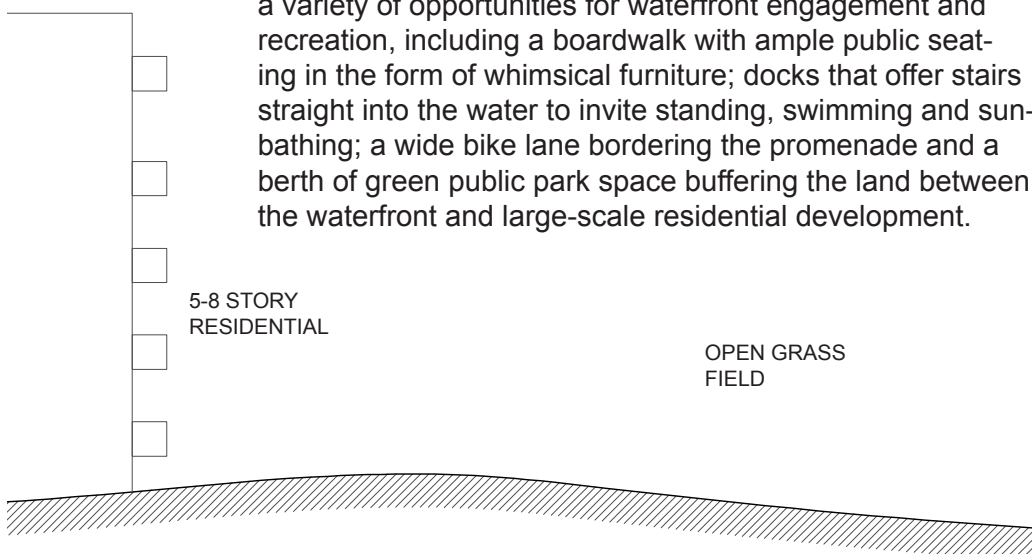 a variety of opportunities for waterfront engagement and
recreation, including a boardwalk with ample public seat-
ing in the form of whimsical furniture; docks that offer stairs
straight into the water to invite standing, swimming and sun-
bathing; a wide bike lane bordering the promenade and a
berth of green public park space buffering the land between
the waterfront and large-scale residential development.
5-8 STORY
RESIDENTIAL
OPEN GRASS
FIELD